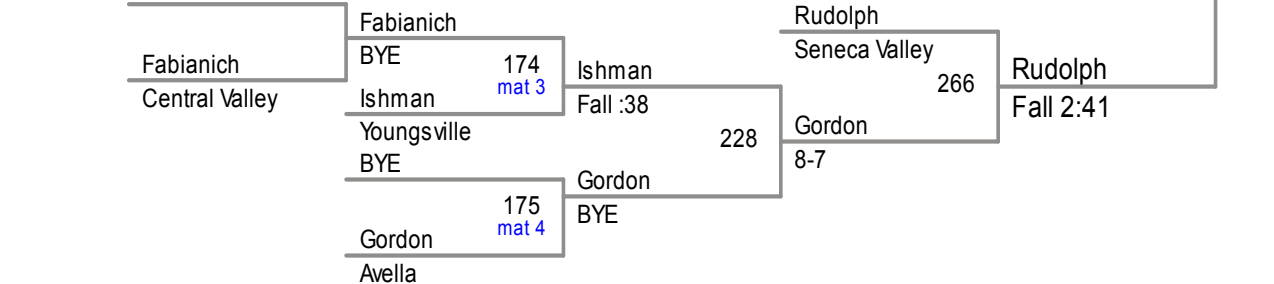 Fabianich
Central Valley
Fabianich
BYE
174
mat 3
Ishman
Youngsville
BYE
175
mat 4
Gordon
Avella
Ishman
Fall :38
228
Gordon
BYE
Rudolph
Seneca Valley
266
Gordon
8-7
Rudolph
Fall 2:41